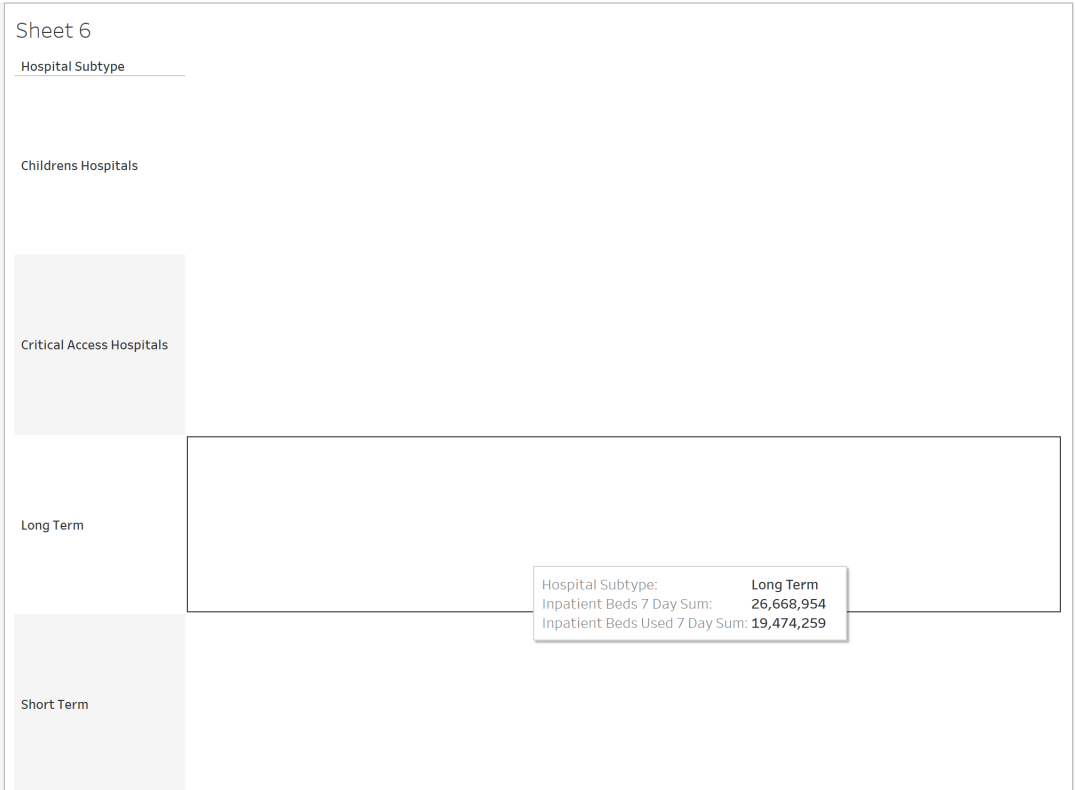 Sheet 6
Hospital Subtype
Childrens Hospitals
Critical Access Hospitals
Long Term
Hospital Subtype: Long Term
Inpatient Beds 7 Day Sum: 26,668,954
Inpatient Beds Used 7 Day Sum: 19,474,259
Short Term